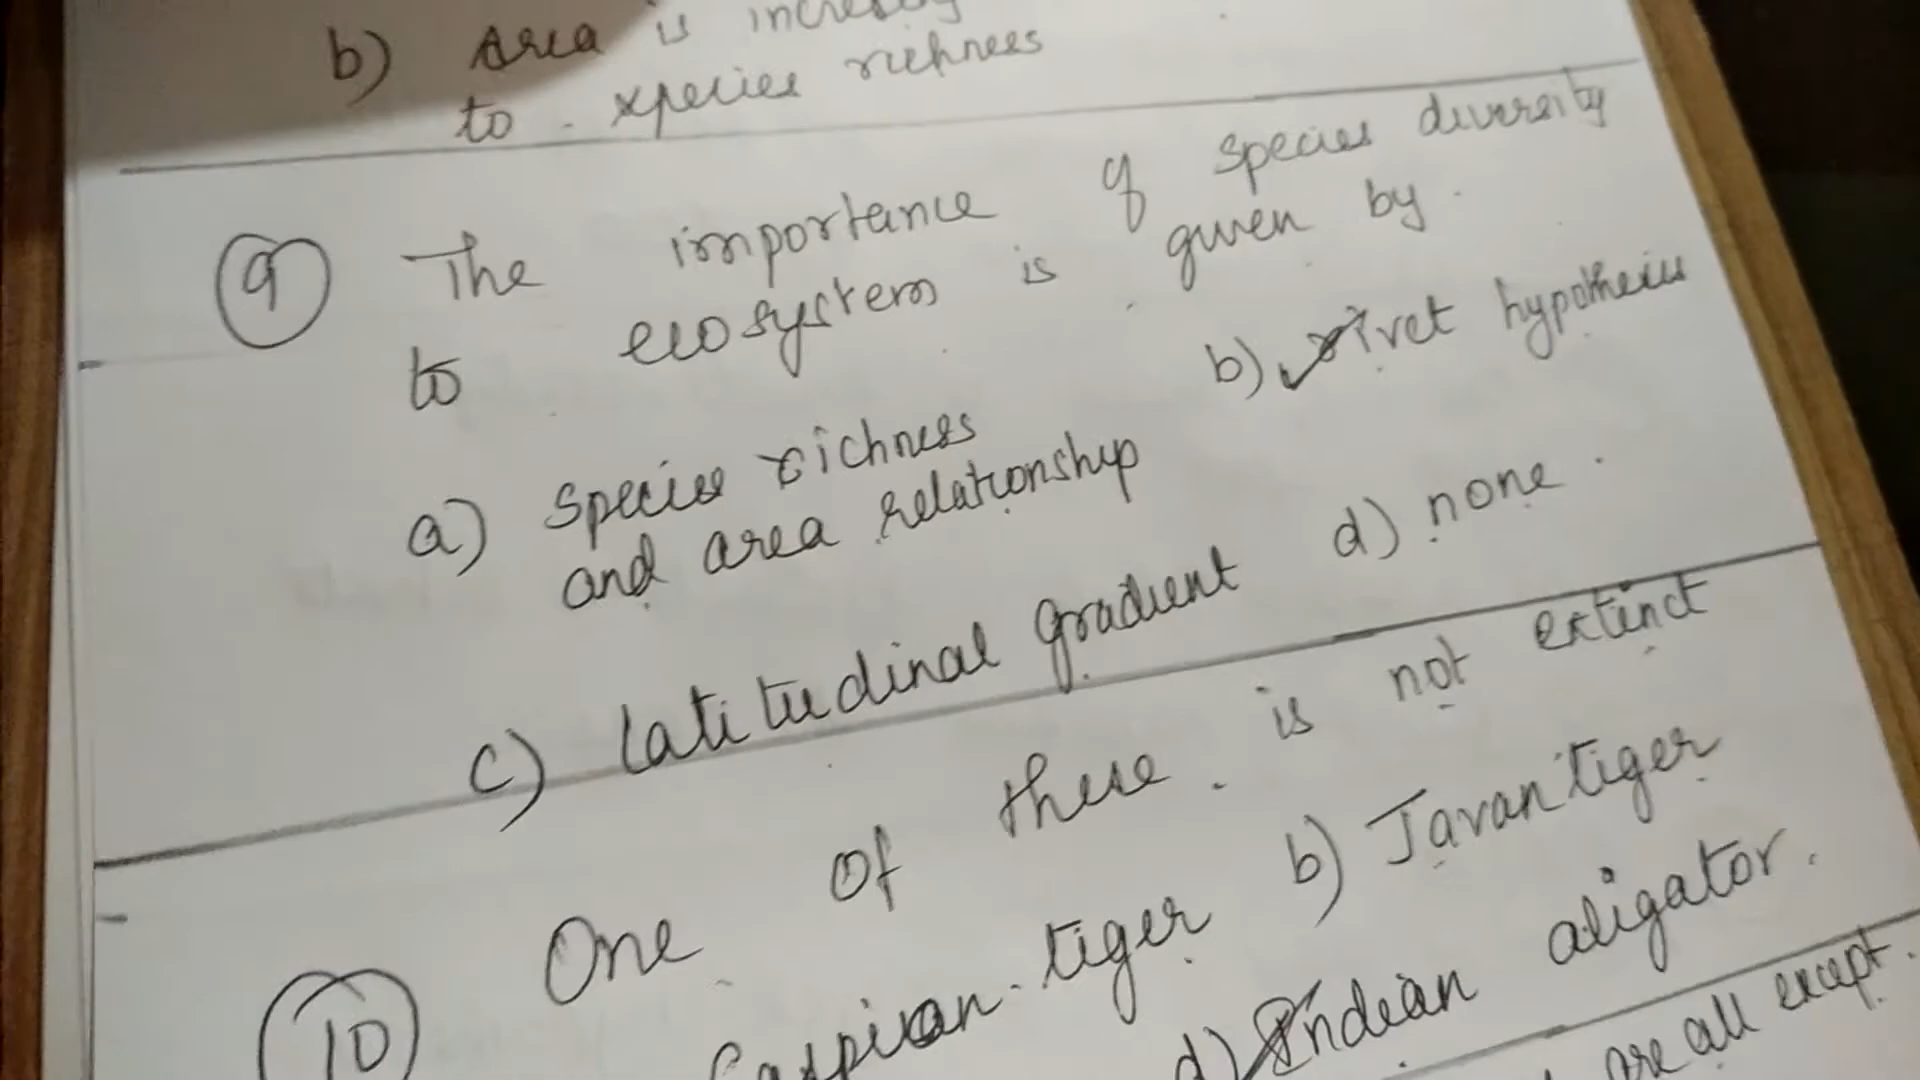 b) Area is
to species richness
9 The importance of species diversity
to ecosystem is given by.
a) Species richness
and area relationship
b) rivet hypothesis
c) Latitudinal gradient
d) none.
10 One of these is not extinct
Caspian tiger
b) Javan tiger
d) Indian aligator.
are all except.